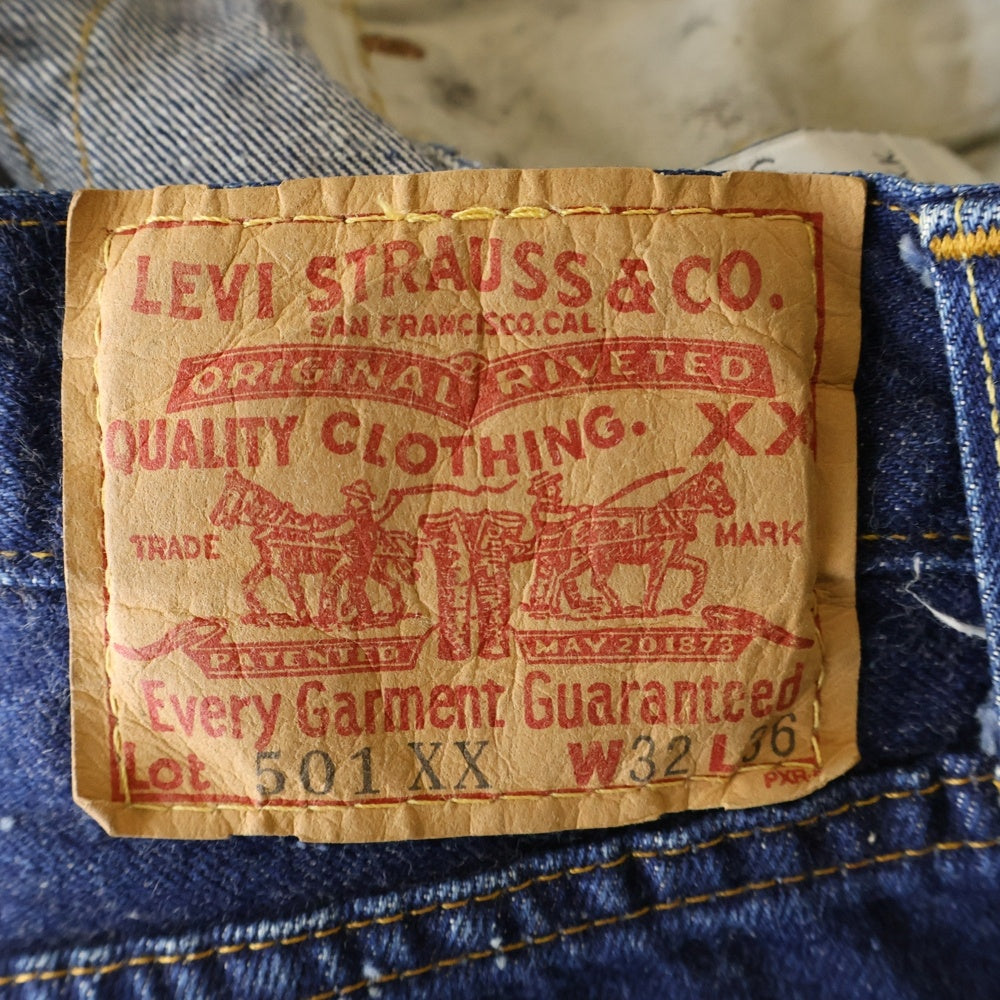 LEVI STRAUSS & CO.
SAN FRANCISCO.CAL
ORIGINAL RIVETED
QUALITY CLOTHING. XX
TRADE MARK
PATENTED MAY 20 1873
Every Garment Guaranteed
Lot 501 XX W32 L36
PXR